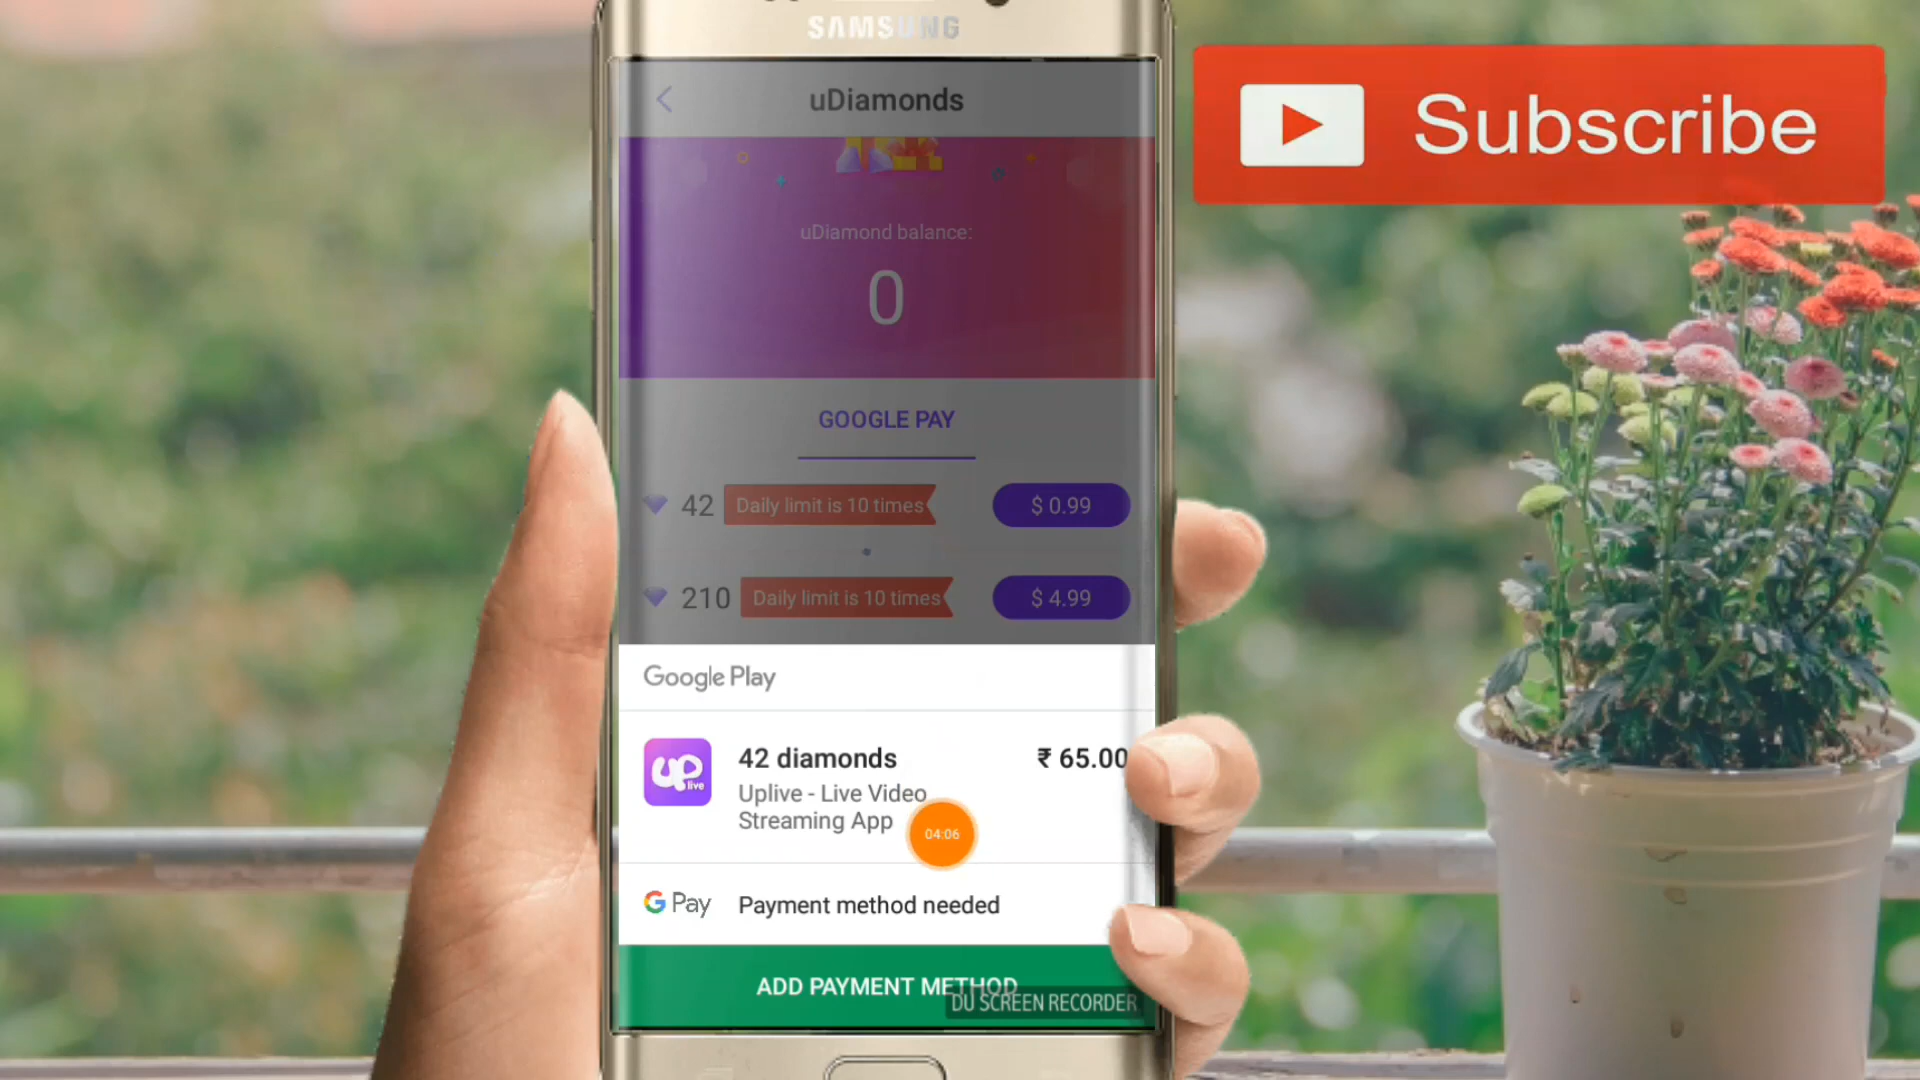 SAMSUNG
Subscribe
uDiamonds
uDiamond balance:
0
GOOGLE PAY
42 Daily limit is 10 times $ 0.99
210 Daily limit is 10 times $ 4.99
Google Play
42 diamonds ₹ 65.00
up live
Uplive - Live Video
Streaming App
04:06
G Pay Payment method needed
ADD PAYMENT METHOD
DU SCREEN RECORDER